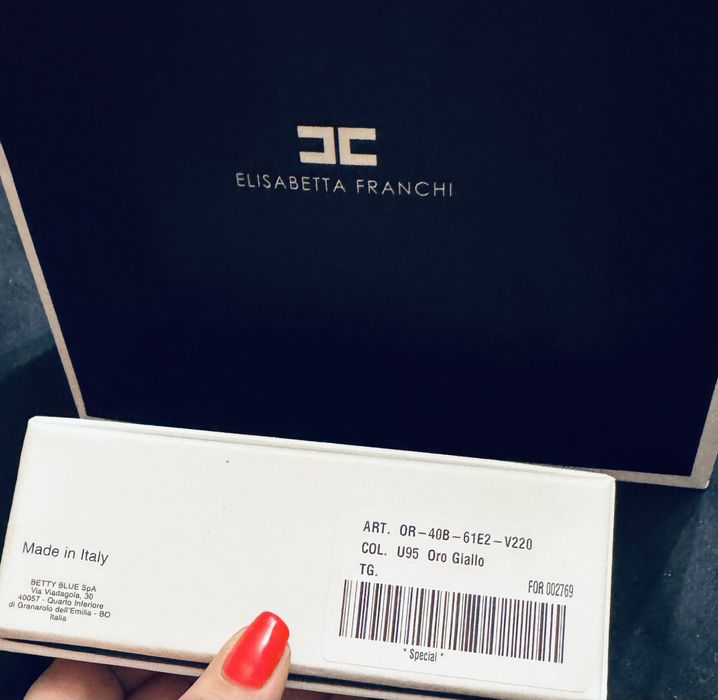 ELISABETTA FRANCHI
Made in Italy
BETTY BLUE SpA
Via Viadagola, 30
40057 - Quarto Inferiore
di Granarolo dell'Emilia - BO
Italia
ART. OR-40B-61E2-V220
COL. U95 Oro Giallo
TG.
FOR 002769
* Special *